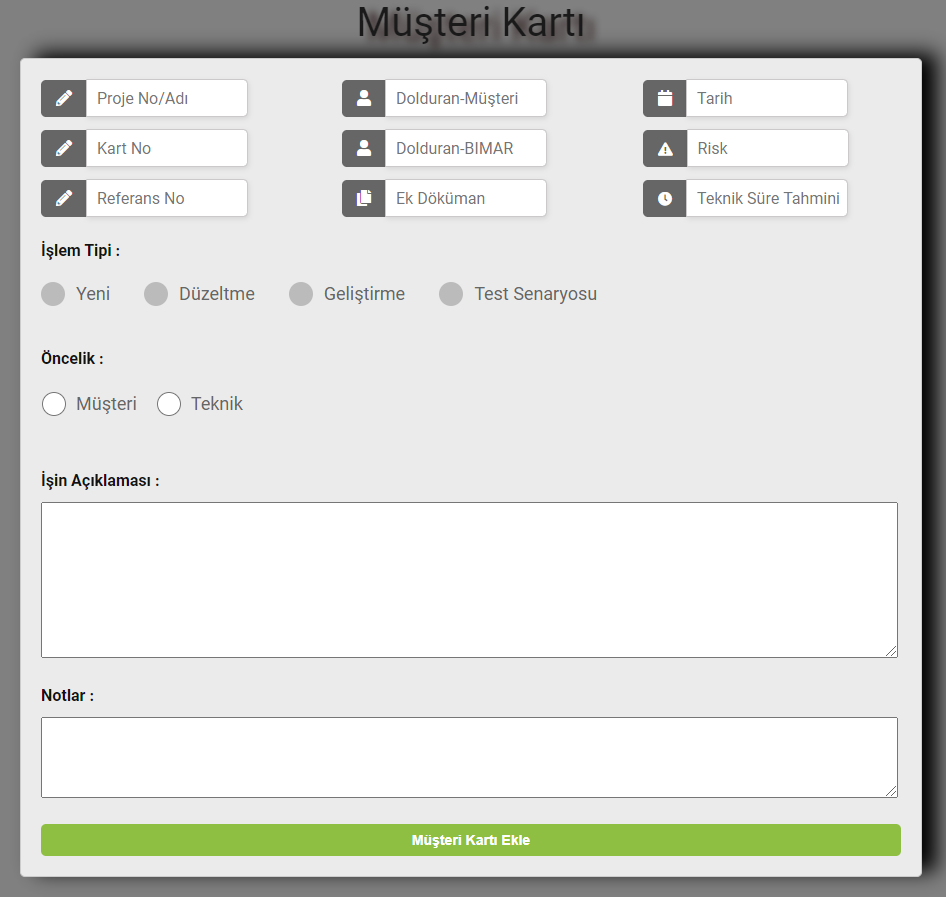 Müşteri Kartı
Proje No/Adı Dolduran-Müşteri Tarih
Kart No Dolduran-BIMAR Risk
Referans No Ek Döküman Teknik Süre Tahmini
İşlem Tipi :
Yeni Düzeltme Geliştirme Test Senaryosu
Öncelik :
Müşteri Teknik
İşin Açıklaması :
Notlar :
Müşteri Kartı Ekle